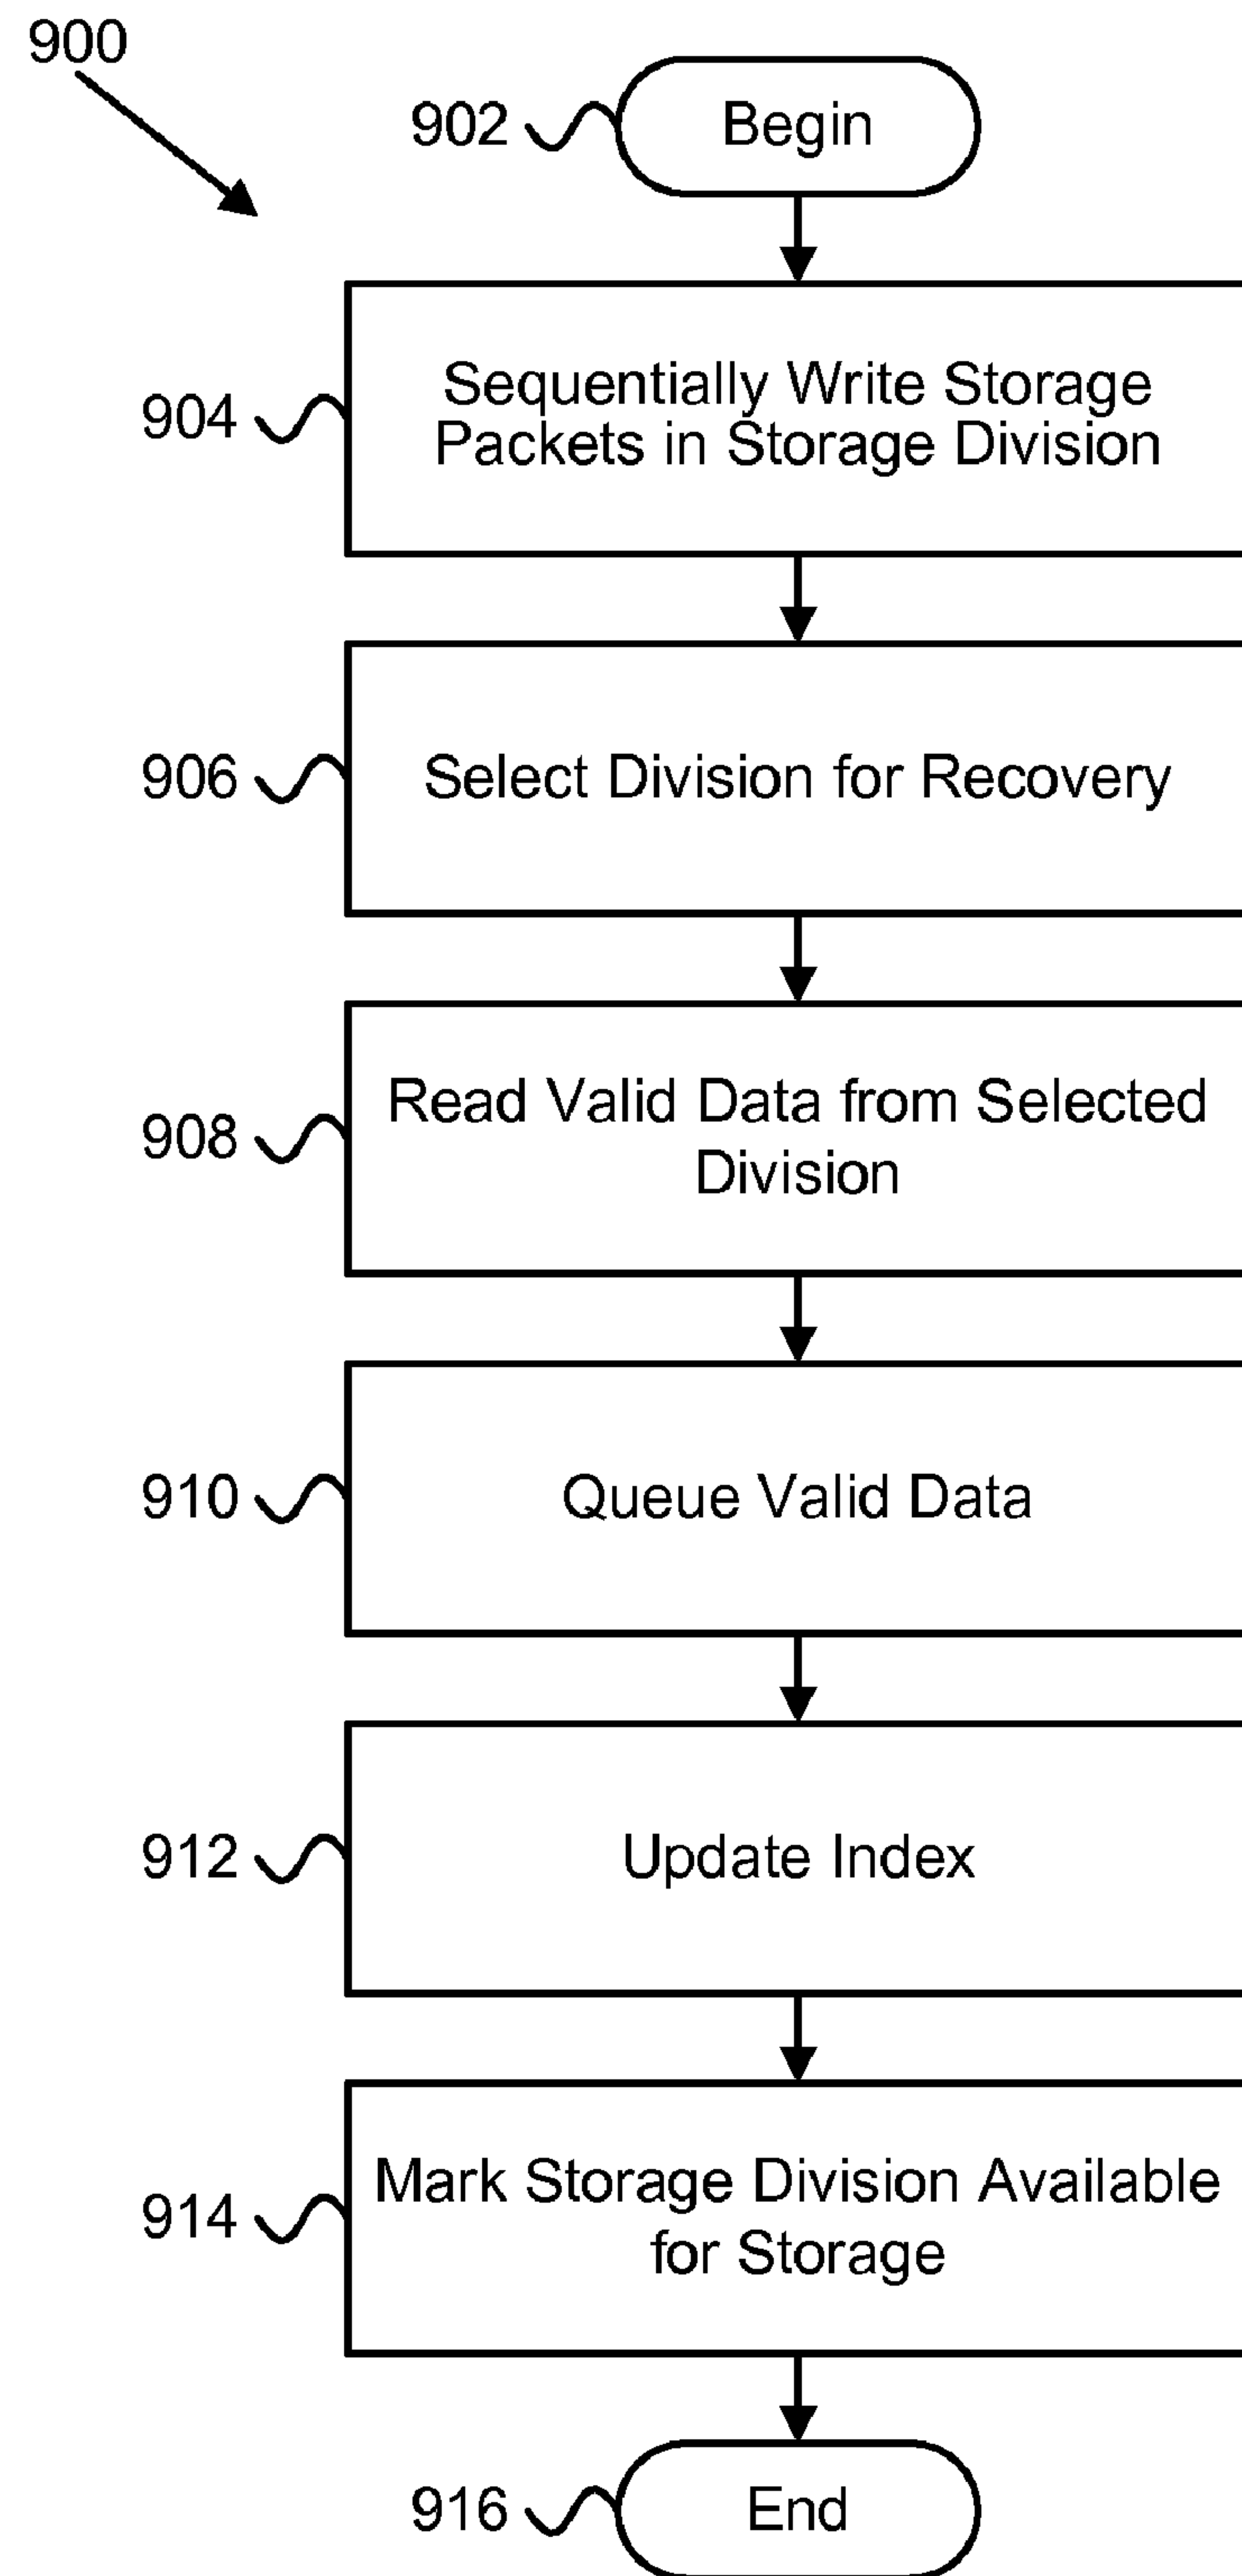 900
902
Begin
904
Sequentially Write Storage
Packets in Storage Division
906
Select Division for Recovery
908
Read Valid Data from Selected
Division
910
Queue Valid Data
912
Update Index
914
Mark Storage Division Available
for Storage
916
End